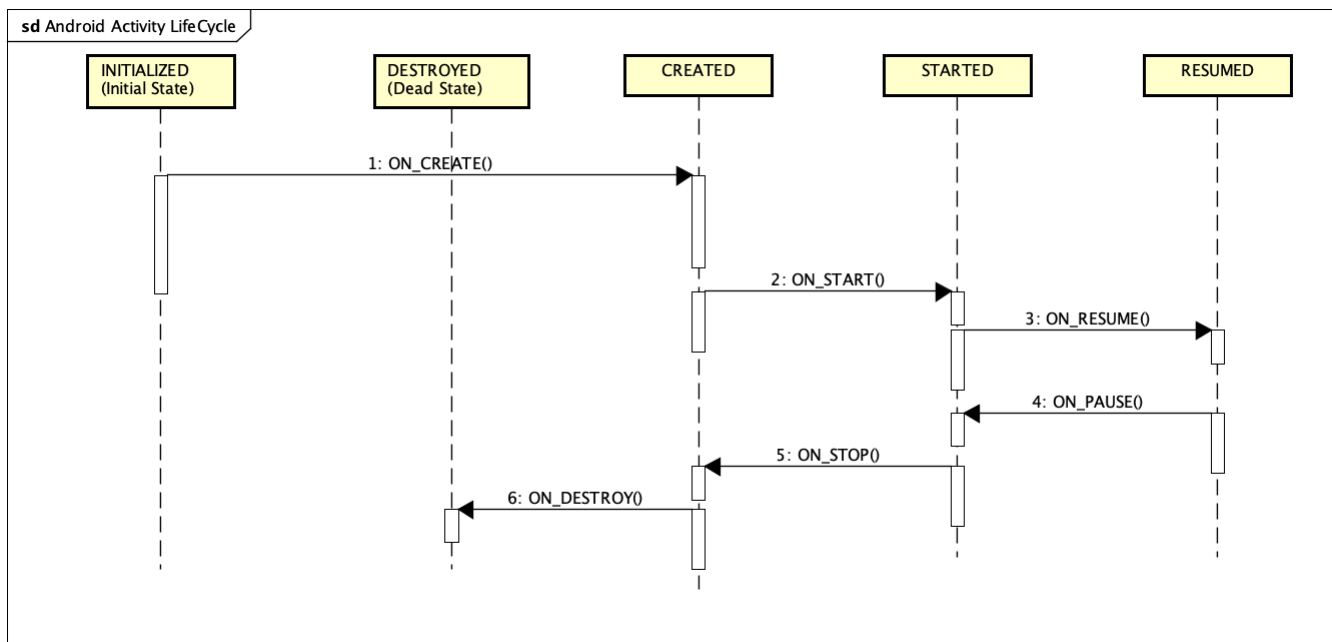 sd Android Activity LifeCycle
INITIALIZED
(Initial State)
DESTROYED
(Dead State)
CREATED
STARTED
RESUMED
1: ON_CREATE()
2: ON_START()
3: ON_RESUME()
4: ON_PAUSE()
5: ON_STOP()
6: ON_DESTROY()